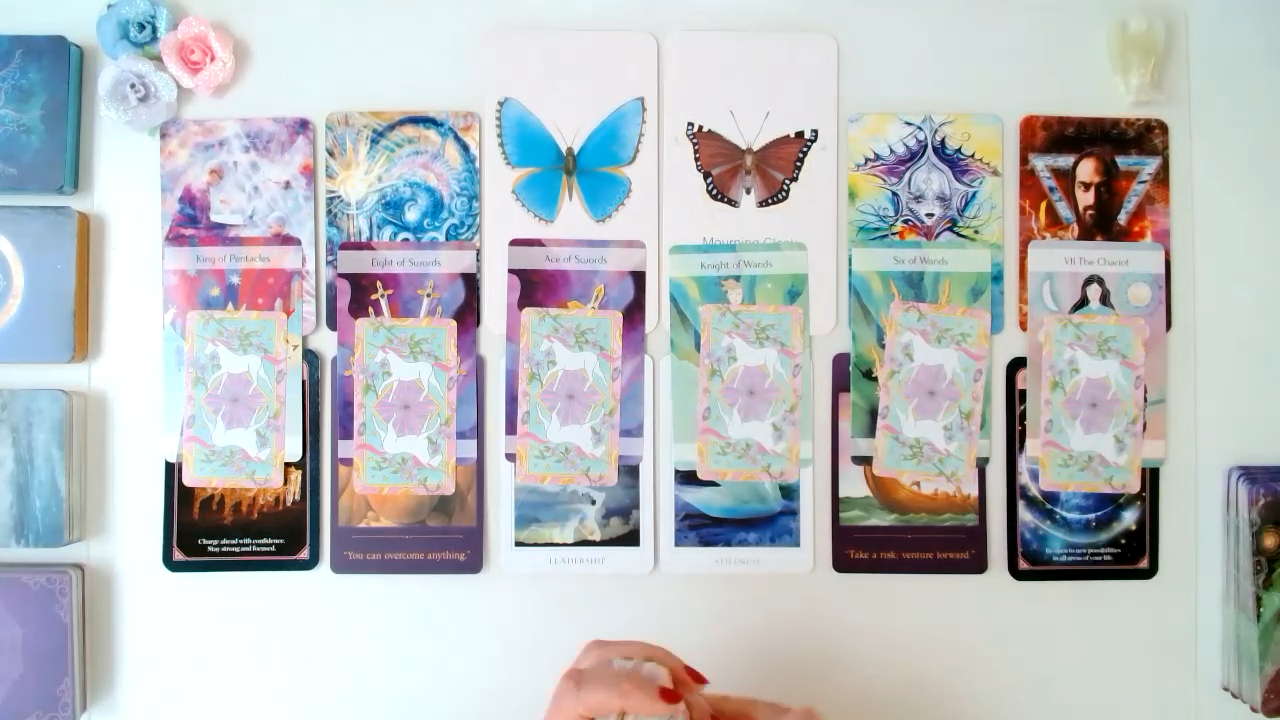 Mourning Cloak
King of Pentacles
Eight of Swords
Ace of Swords
Knight of Wands
Six of Wands
VII The Chariot
Charge ahead with confidence.
Stay strong and focused.
"You can overcome anything."
LEADERSHIP
STILLNESS
"Take a risk; venture forward."
Be open to new possibilities
in all areas of your life.